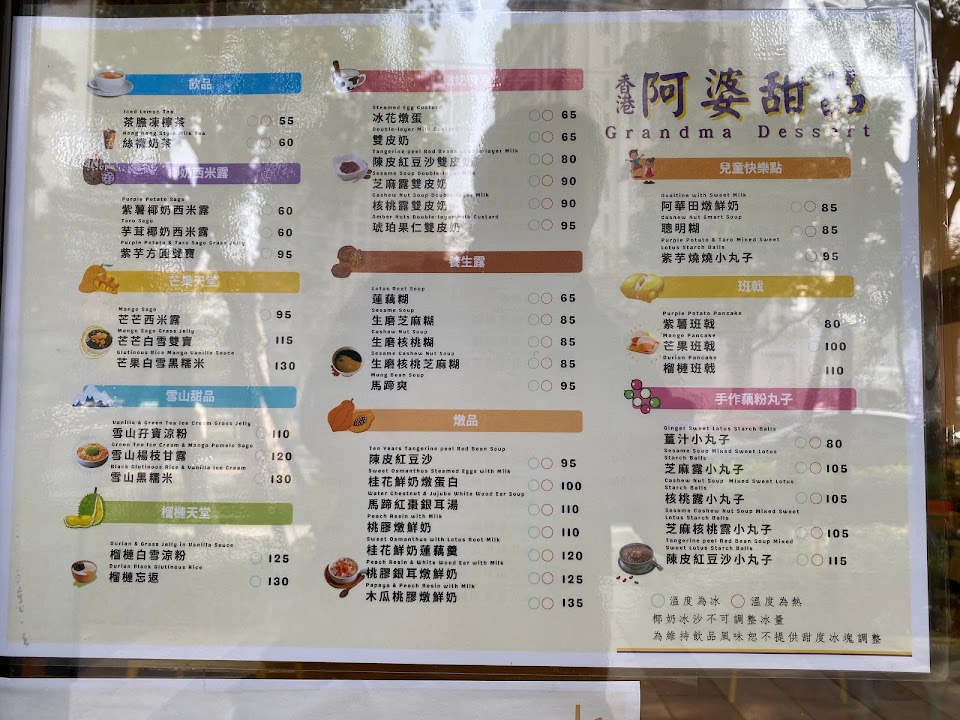 飲品
Iced Lemon Tea
茶膽凍檸茶 55
Hong Kong Style Milk Tea
絲襪奶茶 60
椰奶西米露
Purple Potato Sago
紫薯椰奶西米露 60
Taro Sago
芋茸椰奶西米露 60
Purple Potato & Taro Sago Grass Jelly
紫芋方圓雙寶 95
芒果天堂
Mango Sago
芒芒西米露 95
Mango Sago Grass Jelly
芒芒白雪雙寶 115
Glutinous Rice Mango Vanilla Sauce
芒果白雪黑糯米 130
雪山甜品
Vanilla & Green Tea Ice Cream Grass Jelly
雪山孖寶涼粉 110
Green Tea Ice Cream & Mango Pomelo Sago
雪山楊枝甘露 120
Black Glutinous Rice & Vanilla Ice Cream
雪山黑糯米 130
榴槤天堂
Durian & Grass Jelly in Vanilla Sauce
榴槤白雪涼粉 125
Durian Black Glutinous Rice
榴槤忘返 130
Steamed Egg Custard
冰花燉蛋 65
Double-layer Milk Custard
雙皮奶 65
Tangerine peel Red Beans Double-layer Milk
陳皮紅豆沙雙皮奶 80
Sesame Soup Double-layer Milk
芝麻露雙皮奶 90
Cashew Nut Soup Double-layer Milk
核桃露雙皮奶 90
Amber Nuts Double-layer Milk Custard
琥珀果仁雙皮奶 95
養生露
Lotus Root Soup
蓮藕糊 65
Sesame Soup
生磨芝麻糊 85
Cashew Nut Soup
生磨核桃糊 85
Sesame Cashew Nut Soup
生磨核桃芝麻糊 85
Mung Bean Soup
馬蹄爽 95
燉品
Ten Years Tangerine peel Red Bean Soup
陳皮紅豆沙 95
Sweet Osmanthus Steamed Eggs with Milk
桂花鮮奶燉蛋白 100
Water Chestnut & Jujube White Wood Ear Soup
馬蹄紅棗銀耳湯 110
Peach Resin with Milk
桃膠燉鮮奶 110
Sweet Osmanthus with Lotus Root Milk
桂花鮮奶蓮藕羹 120
Peach Resin & White Wood Ear with Milk
桃膠銀耳燉鮮奶 125
Papaya & Peach Resin with Milk
木瓜桃膠燉鮮奶 135
香港 阿婆甜品
Grandma Dessert
兒童快樂點
Ovaltine with Sweet Milk
阿華田燉鮮奶 85
Cashew Nut Smart Soup
聰明糊 85
Purple Potato & Taro Mixed Sweet
Lotus Starch Balls
紫芋燒燒小丸子 95
班戟
Purple Potato Pancake
紫薯班戟 80
Mango Pancake
芒果班戟 100
Durian Pancake
榴槤班戟 110
手作藕粉丸子
Ginger Sweet Lotus Starch Balls
薑汁小丸子 80
Sesame Soup Mixed Sweet Lotus
Starch Balls
芝麻露小丸子 105
Cashew Nut Soup Mixed Sweet Lotus
Starch Balls
核桃露小丸子 105
Sesame Cashew Nut Soup Mixed Sweet
Lotus Starch Balls
芝麻核桃露小丸子 105
Tangerine peel Red Bean Soup Mixed
Sweet Lotus Starch Balls
陳皮紅豆沙小丸子 115
溫度為冰 溫度為熱
椰奶冰沙不可調整冰量
為維持飲品風味恕不提供甜度冰塊調整